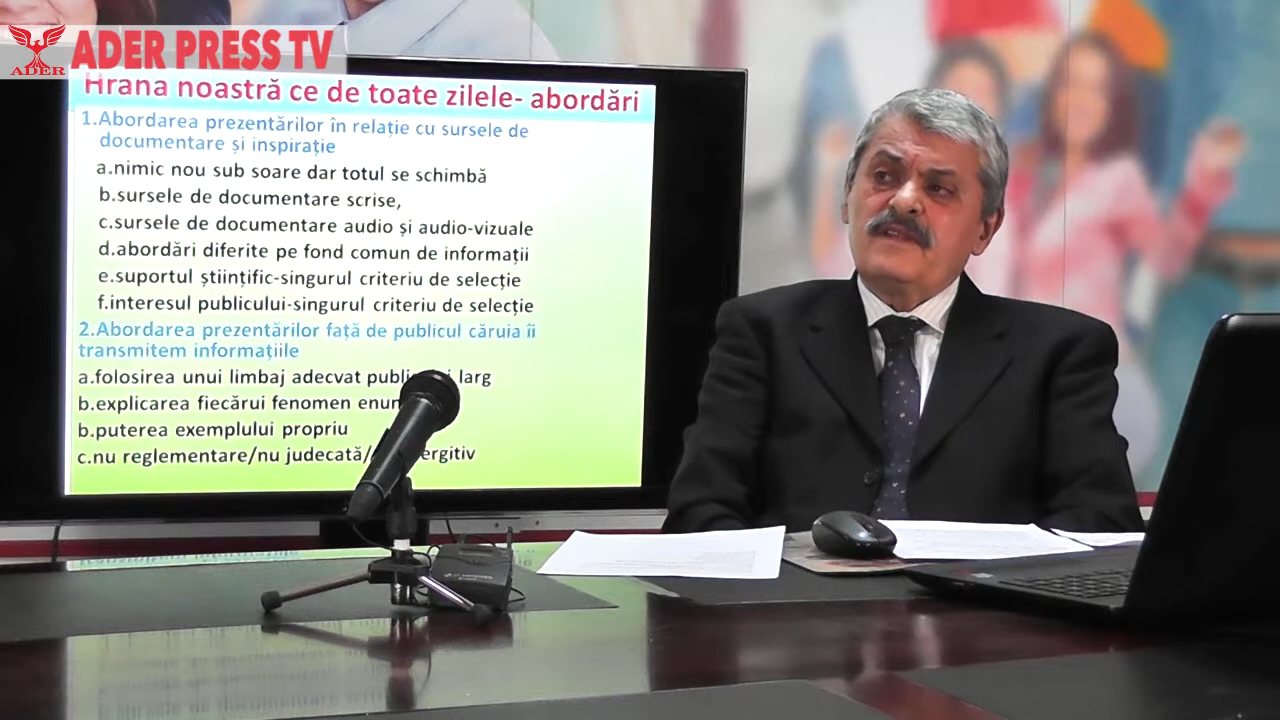 ADER PRESS TV
ADER
Hrana noastră ce de toate zilele- abordări
1.Abordarea prezentărilor în relație cu sursele de
documentare și inspirație
a.nimic nou sub soare dar totul se schimbă
b.sursele de documentare scrise,
c.sursele de documentare audio și audio-vizuale
d.abordări diferite pe fond comun de informații
e.suportul științific-singurul criteriu de selecție
f.interesul publicului-singurul criteriu de selecție
2.Abordarea prezentărilor față de publicul căruia îi
transmitem informațiile
a.folosirea unui limbaj adecvat larg
b.explicarea fiecărui fenomen
b.puterea exemplului propriu
c.nu reglementare/nu judecată/